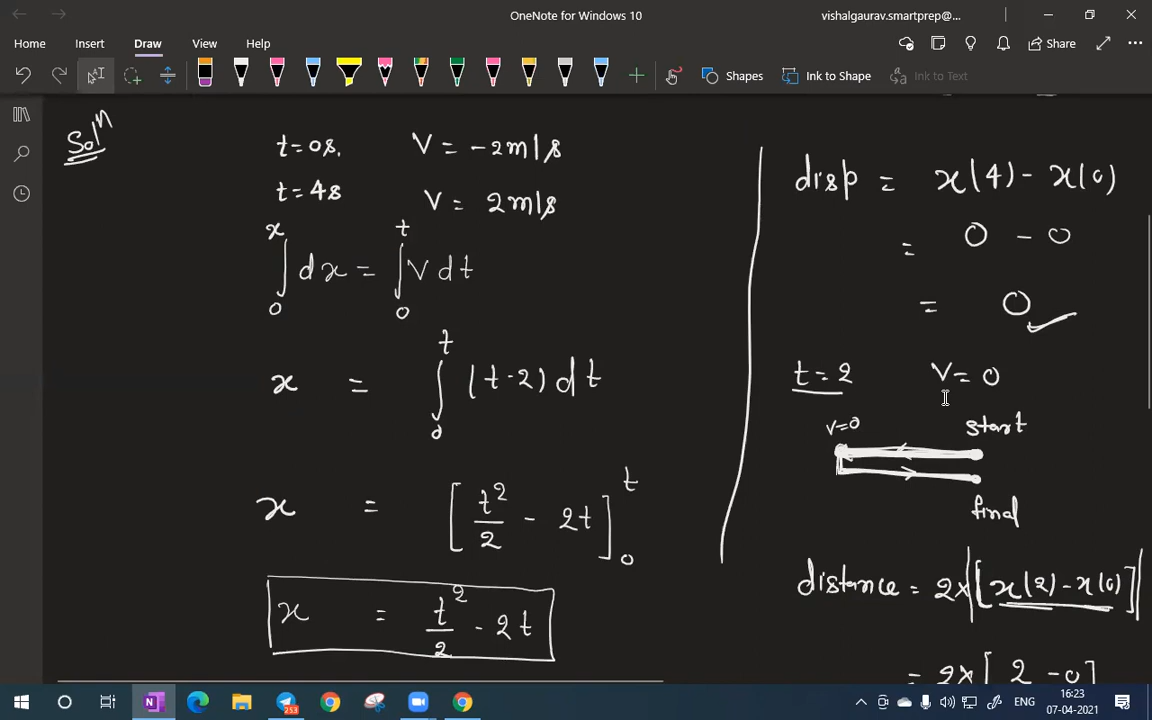 OneNote for Windows 10
vishalgaurav.smartprep@...
Home Insert Draw View Help
Share
Shapes
Ink to Shape
Ink to Text
Solⁿ
t=0s. V = -2m/s
t=4s V = 2m/s
x t
∫dx = ∫V dt
0 0
t
x = ∫(t-2)dt
0
x = [t²/2 - 2t] t
0
x = t²/2 - 2t
disp = x(4) - x(0)
= 0 - 0
= 0
t=2 V=0
v=0 start
final
distance = 2×|[x(2)-x(0)]|
= 2×[2-0]
253
ENG
16:23
07-04-2021